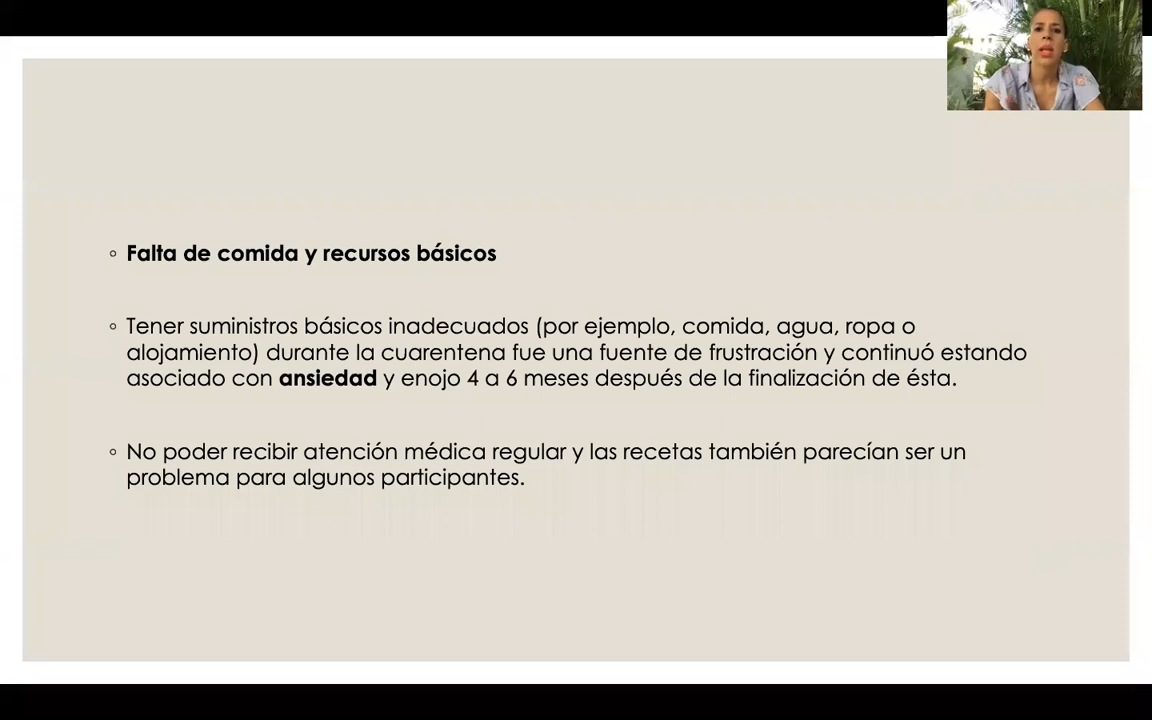 ◦ Falta de comida y recursos básicos
◦ Tener suministros básicos inadecuados (por ejemplo, comida, agua, ropa o
alojamiento) durante la cuarentena fue una fuente de frustración y continuó estando
asociado con ansiedad y enojo 4 a 6 meses después de la finalización de ésta.
◦ No poder recibir atención médica regular y las recetas también parecían ser un
problema para algunos participantes.